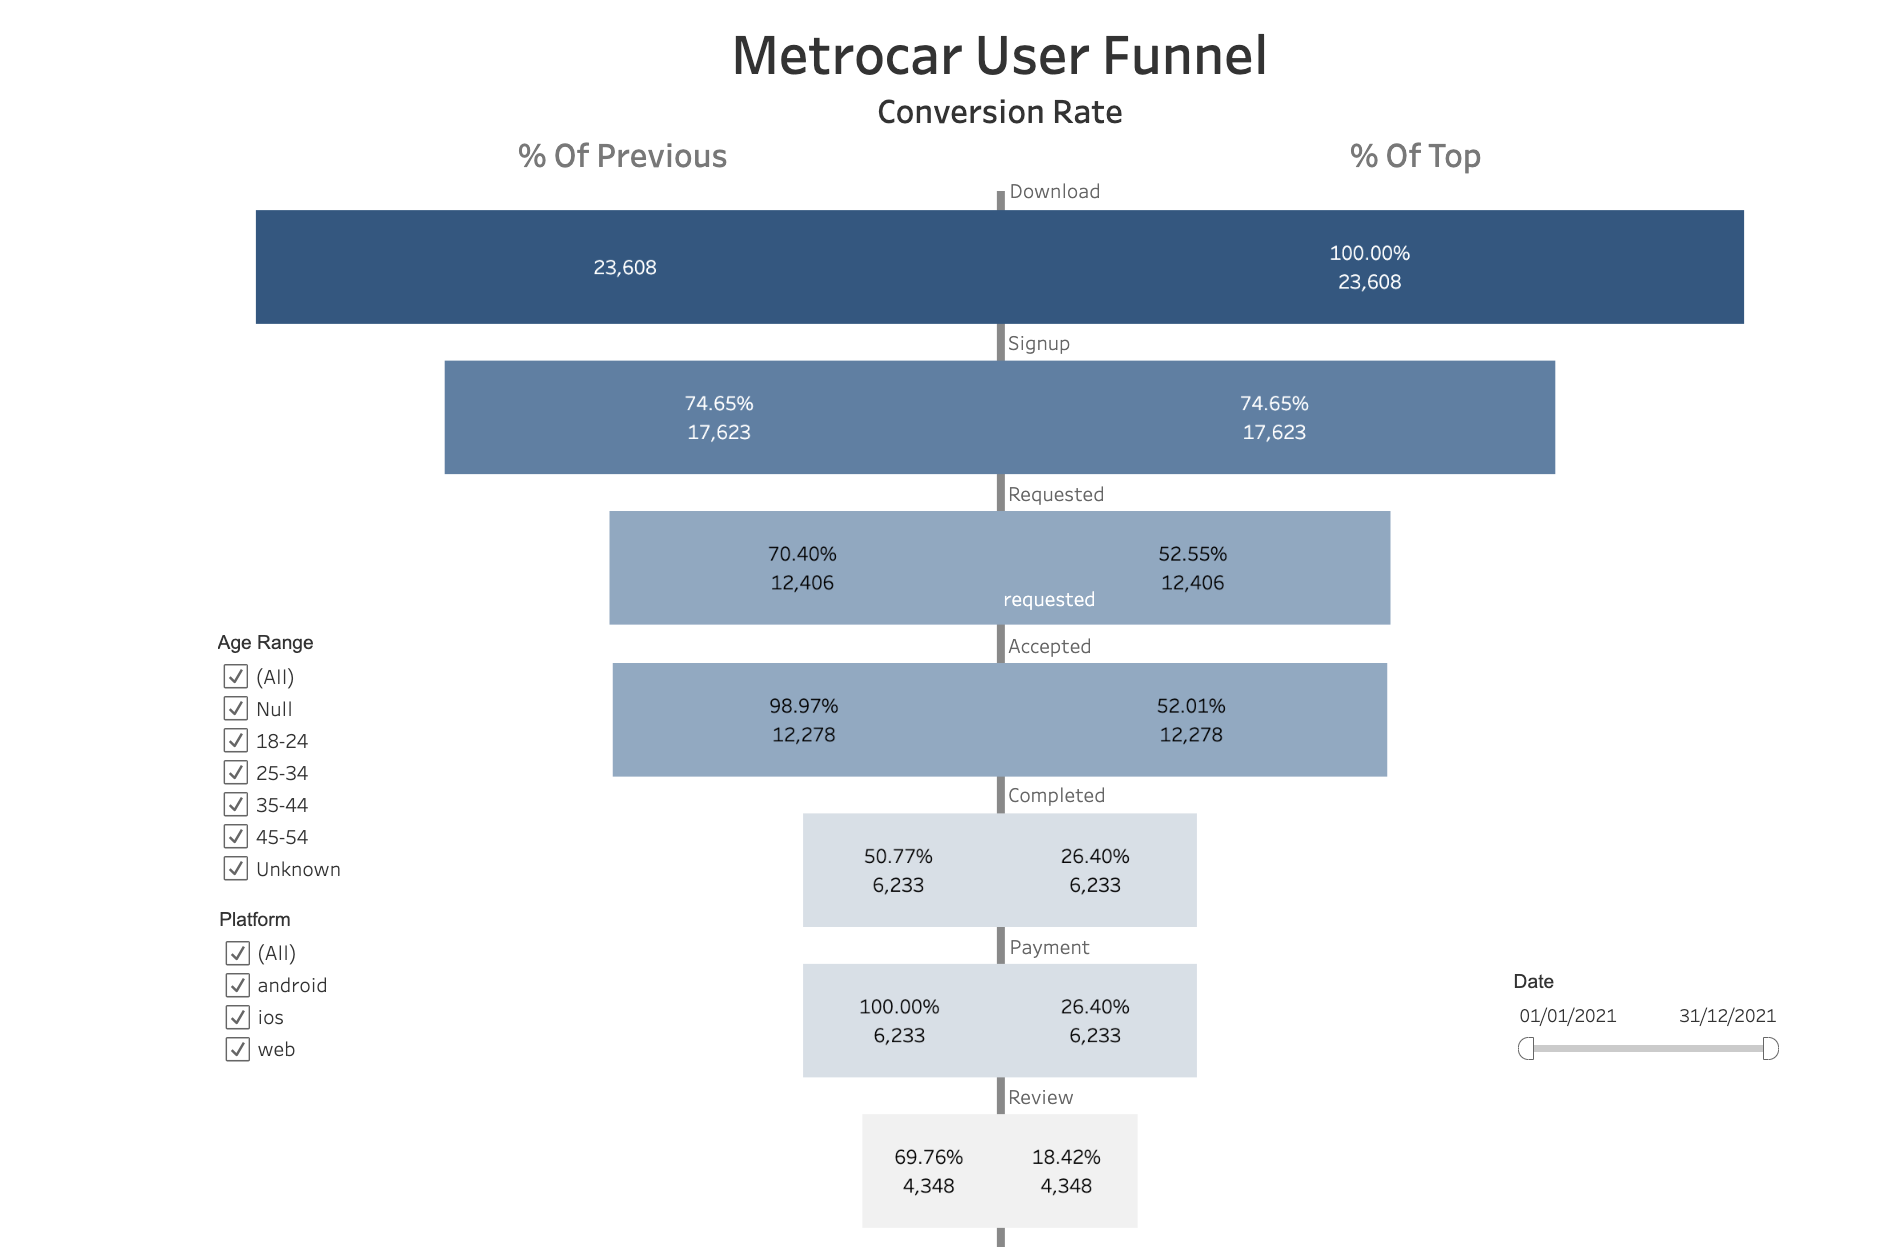 Metrocar User Funnel
Conversion Rate
% Of Previous
% Of Top
Download
23,608
100.00%
23,608
Signup
74.65%
17,623
74.65%
17,623
Requested
70.40%
12,406
52.55%
12,406
requested
Accepted
98.97%
12,278
52.01%
12,278
Completed
50.77%
6,233
26.40%
6,233
Payment
100.00%
6,233
26.40%
6,233
Review
69.76%
4,348
18.42%
4,348
Age Range
(All)
Null
18-24
25-34
35-44
45-54
Unknown
Platform
(All)
android
ios
web
Date
01/01/2021
31/12/2021